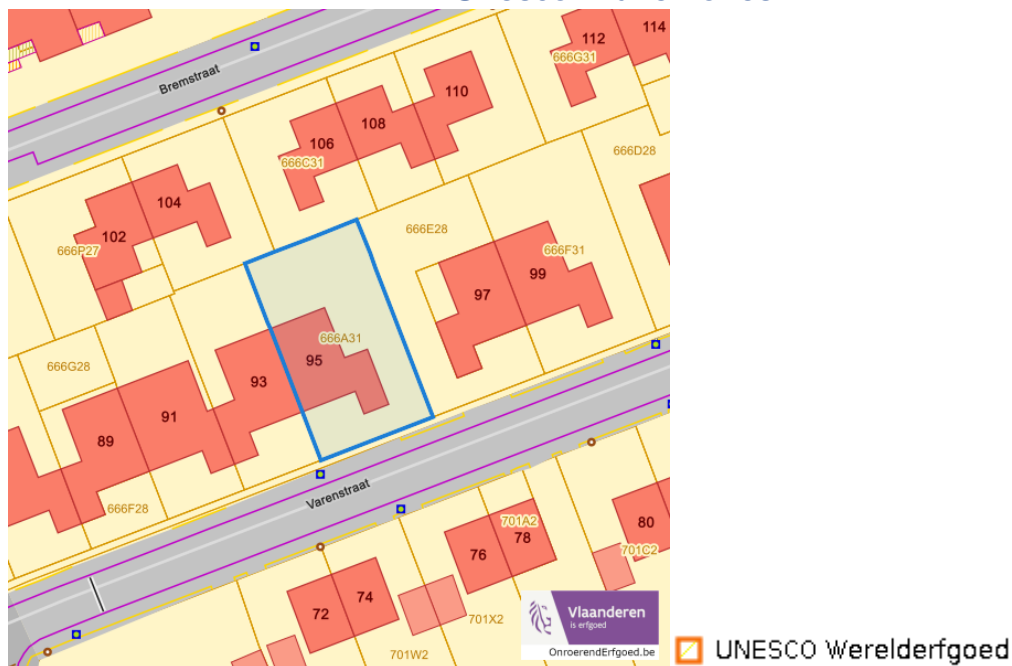 Bremstraat
112
114
666G31
110
108
106
666C31
666D28
104
102
666P27
666E28
666F31
99
97
666A31
95
93
666G28
91
89
666F28
Varenstraat
701A2
78
76
80
701C2
74
72
701X2
701W2
Vlaanderen
is erfgoed
OnroerendErfgoed.be
UNESCO Werelderfgoed